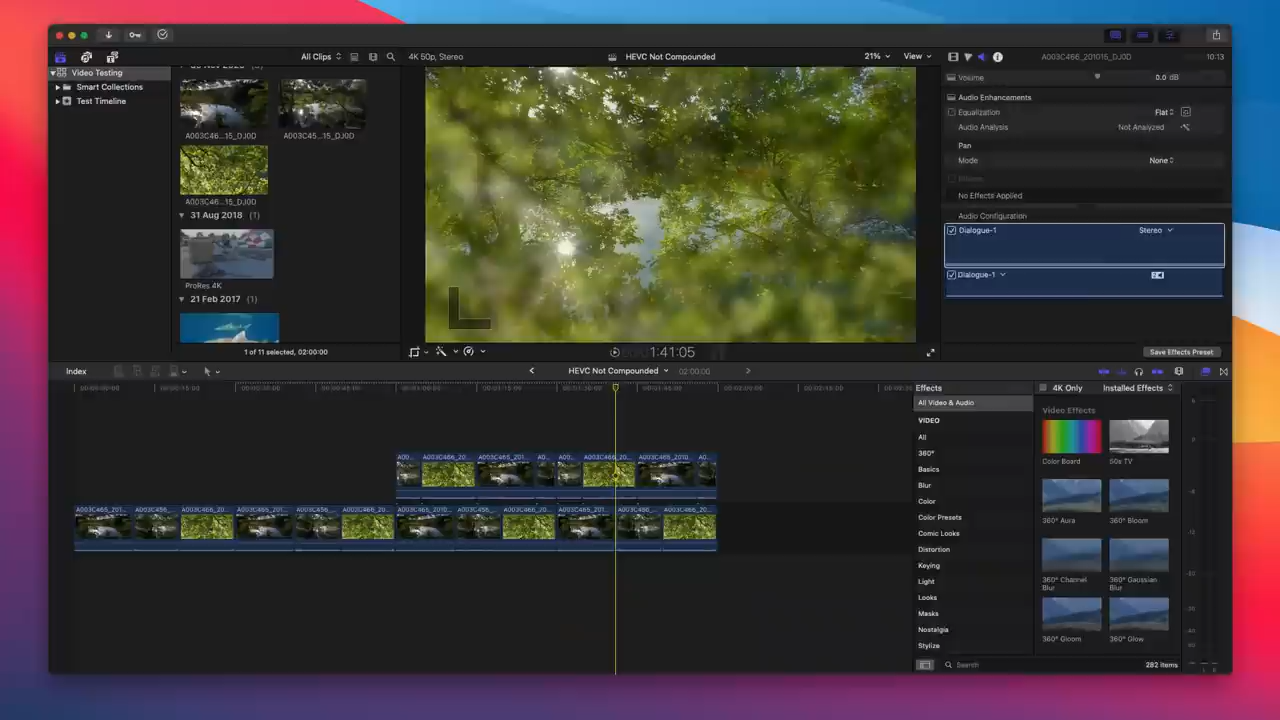 All Clips
4K 50p, Stereo
HEVC Not Compounded
21%
View
A003C466_201015_DJ0D
10:13
Video Testing
Smart Collections
Test Timeline
A003C46...15_DJ0D
A003C45...15_DJ0D
A003C46...15_DJ0D
31 Aug 2018 (1)
ProRes 4K
21 Feb 2017 (1)
1 of 11 selected, 02:00:00
1:41:05
Volume
0.0 dB
Audio Enhancements
Equalization
Flat
Audio Analysis
Not Analyzed
Pan
Mode
None
No Effects Applied
Audio Configuration
Dialogue-1
Stereo
Dialogue-1
Save Effects Preset
Index
HEVC Not Compounded
02:00:00
Effects
4K Only
Installed Effects
All Video & Audio
VIDEO
All
360°
Basics
Blur
Color
Color Presets
Comic Looks
Distortion
Keying
Light
Looks
Masks
Nostalgia
Stylize
Video Effects
Color Board
50s TV
360° Aura
360° Bloom
360° Channel Blur
360° Gaussian Blur
360° Gloom
360° Glow
Search
282 items